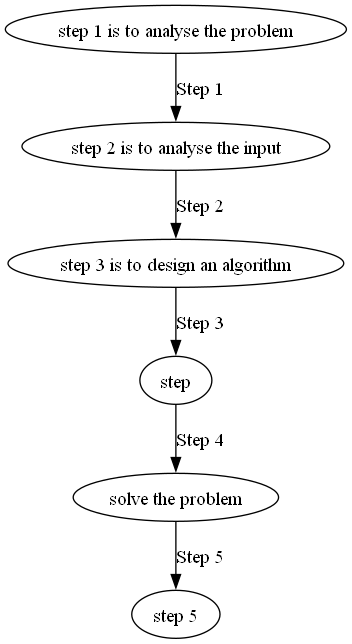 step 1 is to analyse the problem
Step 1
step 2 is to analyse the input
Step 2
step 3 is to design an algorithm
Step 3
step
Step 4
solve the problem
Step 5
step 5